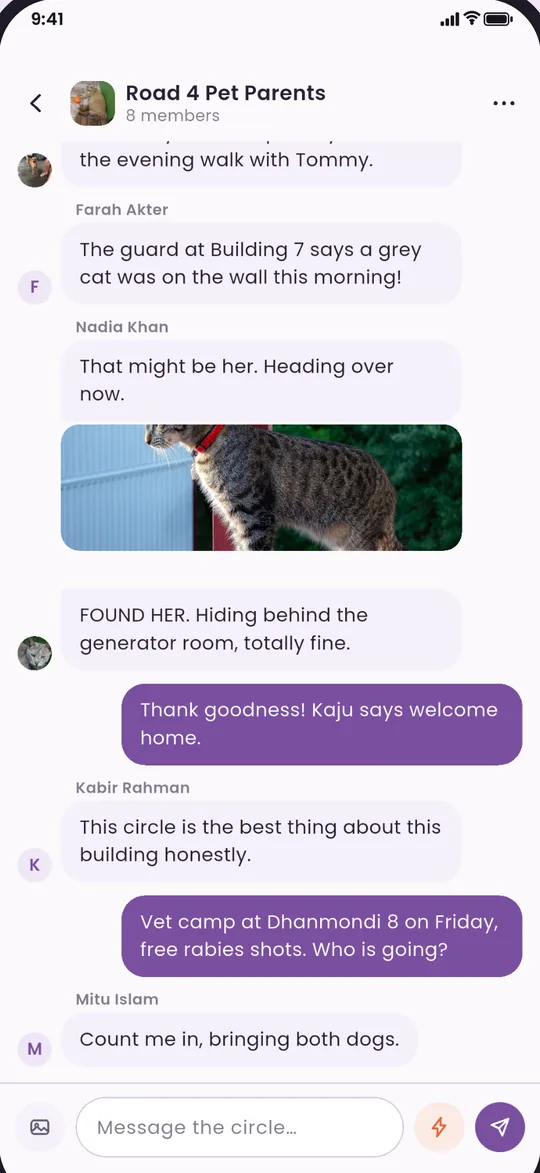 9:41
Road 4 Pet Parents
8 members
the evening walk with Tommy.
Farah Akter
The guard at Building 7 says a grey
cat was on the wall this morning!
F
Nadia Khan
That might be her. Heading over
now.
FOUND HER. Hiding behind the
generator room, totally fine.
Thank goodness! Kaju says welcome
home.
Kabir Rahman
This circle is the best thing about this
building honestly.
K
Vet camp at Dhanmondi 8 on Friday,
free rabies shots. Who is going?
Mitu Islam
Count me in, bringing both dogs.
M
Message the circle…